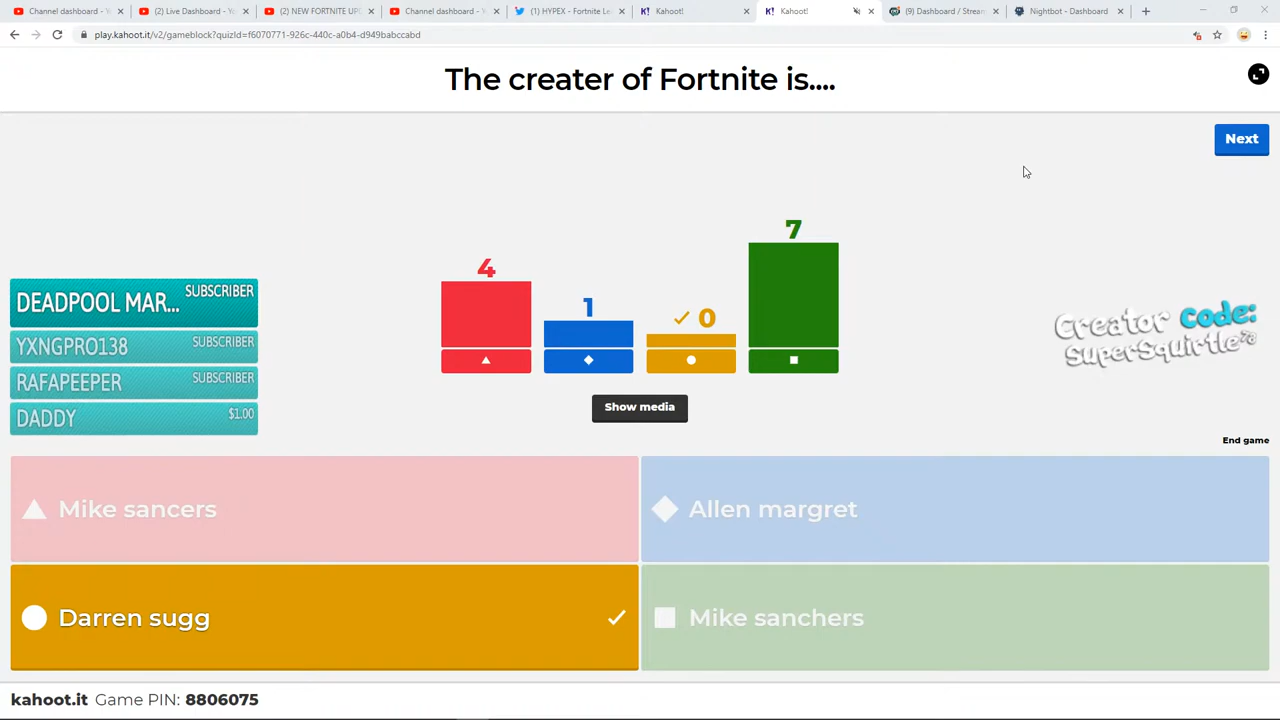 Channel dashboard - Y
(2) Live Dashboard - Y
(2) NEW FORTNITE UP
Channel dashboard - Y
(1) HYPEX - Fortnite Le
Kahoot!
Kahoot!
(9) Dashboard / Stream
Nightbot - Dashboard
play.kahoot.it/v2/gameblock?quizId=f6070771-926c-440c-a0b4-d949babccabd
The creater of Fortnite is....
Next
4
1
0
7
DEADPOOL MAR... SUBSCRIBER
YXNGPRO138 SUBSCRIBER
RAFAPEEPER SUBSCRIBER
DADDY $1.00
Creator code:
SuperSquirtle78
Show media
End game
Mike sancers
Allen margret
Darren sugg
Mike sanchers
kahoot.it Game PIN: 8806075